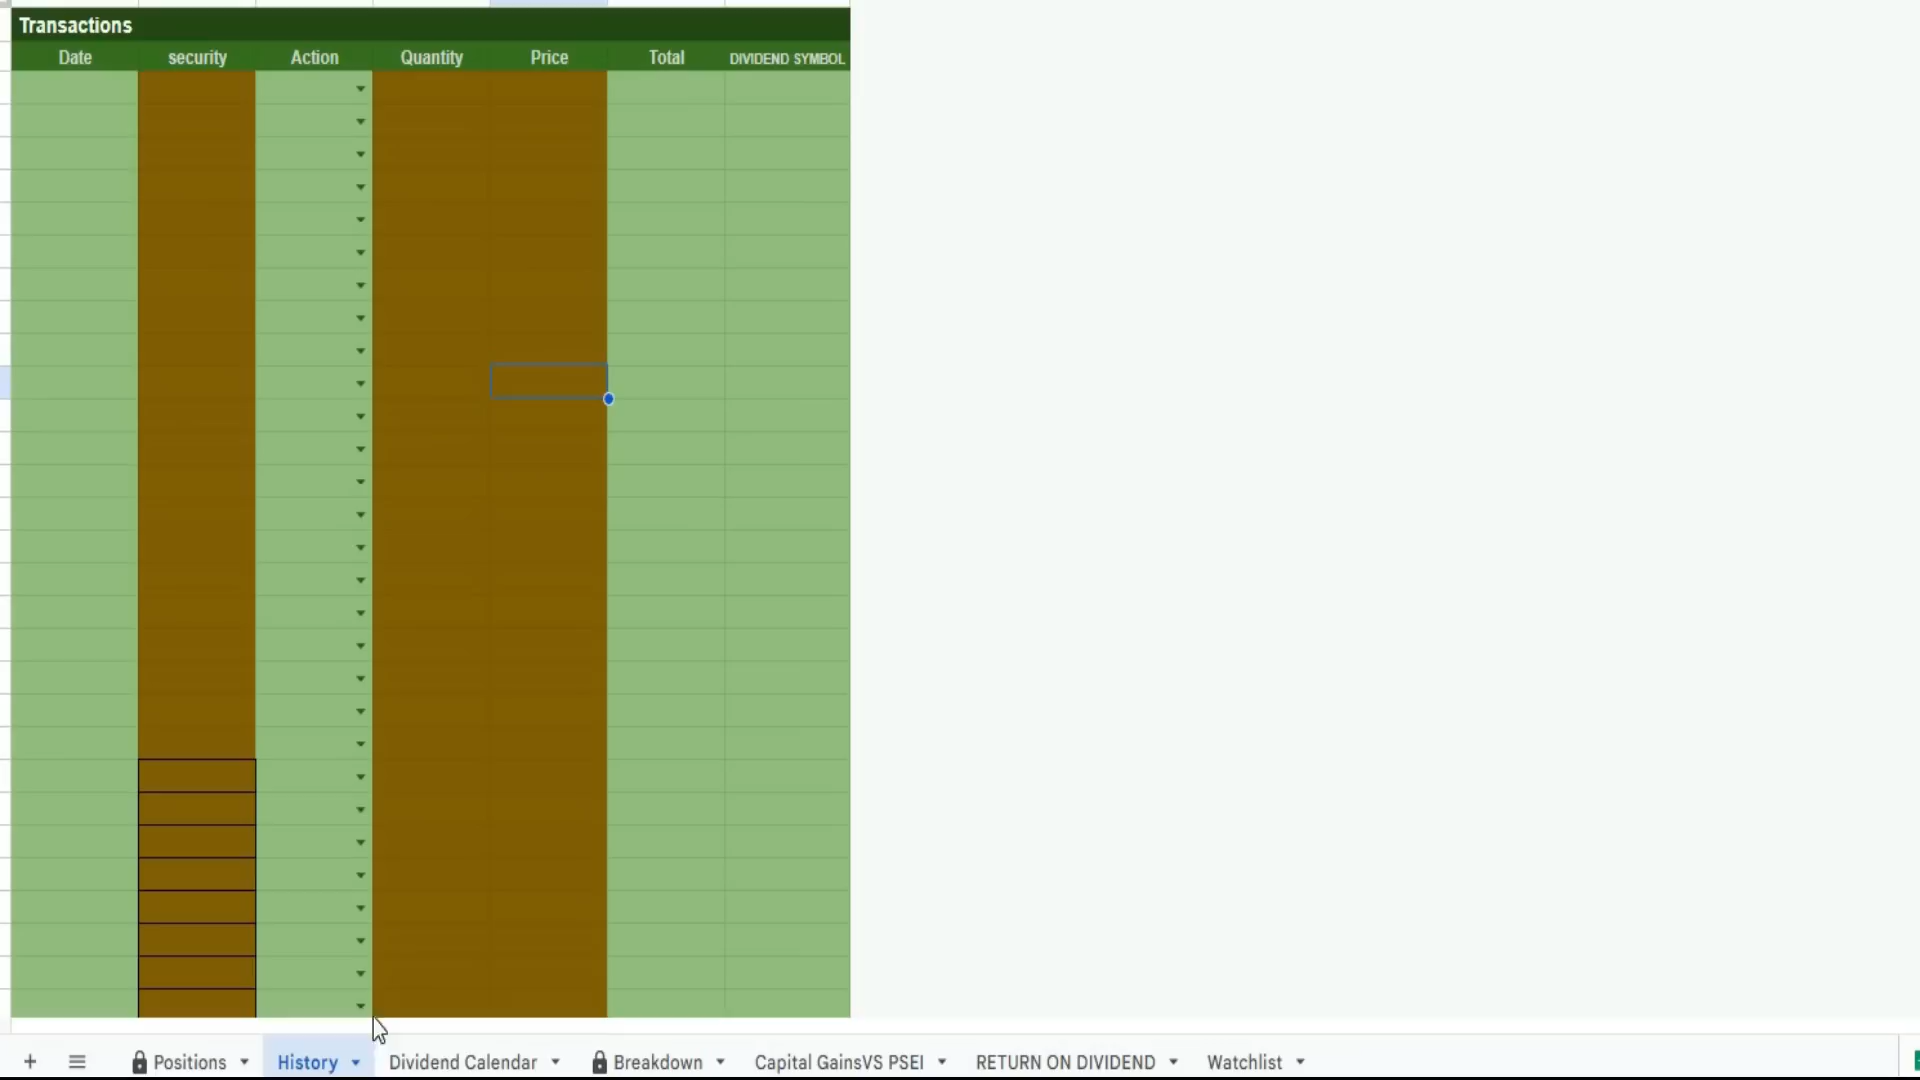 Transactions
Date security Action Quantity Price Total DIVIDEND SYMBOL
+ Positions History Dividend Calendar Breakdown Capital GainsVS PSEI RETURN ON DIVIDEND Watchlist